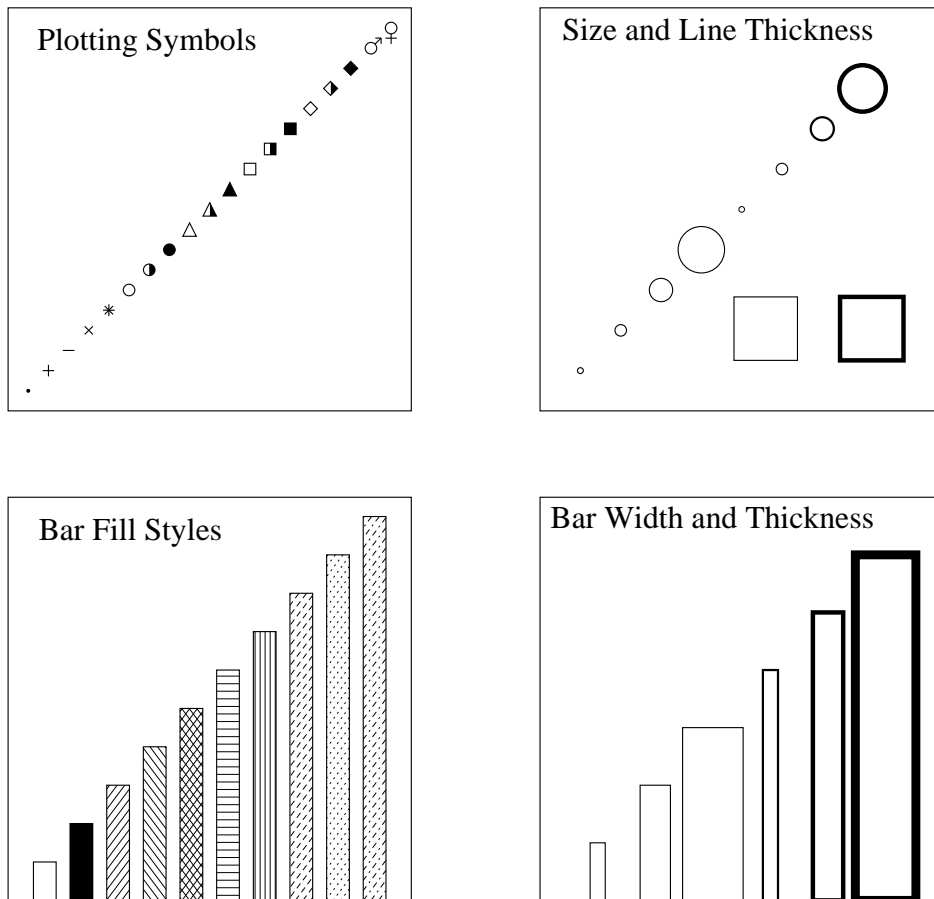 Plotting Symbols
Size and Line Thickness
Bar Fill Styles
Bar Width and Thickness